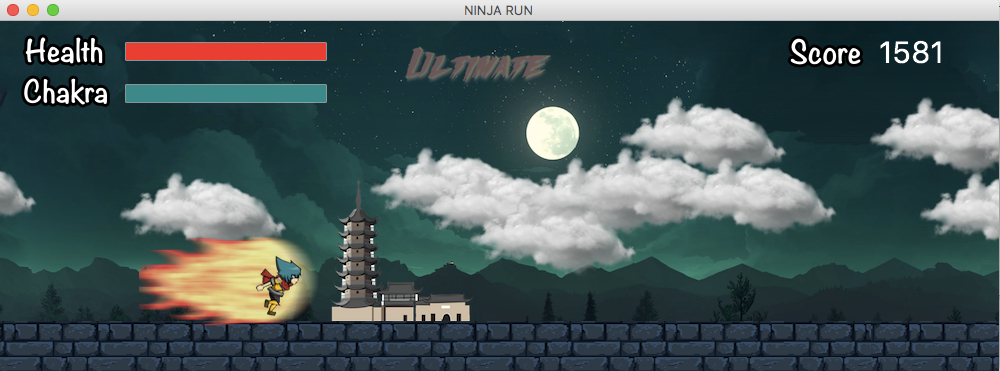 NINJA RUN
Health
Ultimate
Score 1581
Chakra